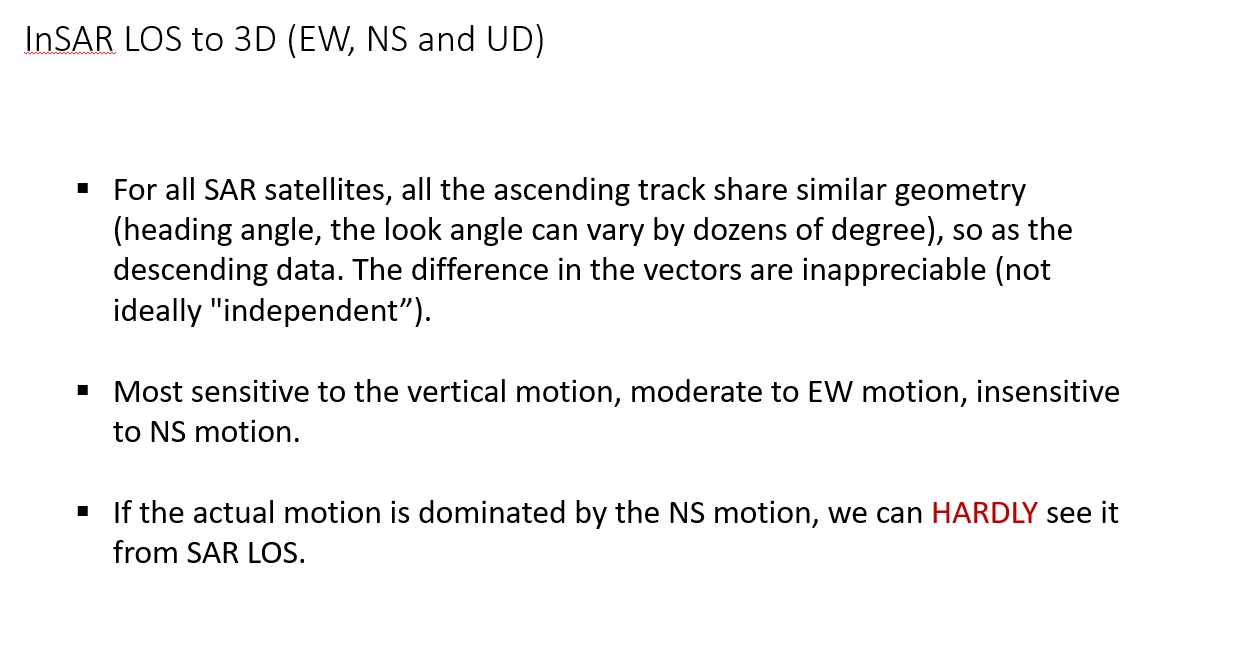 InSAR LOS to 3D (EW, NS and UD)
▪ For all SAR satellites, all the ascending track share similar geometry
(heading angle, the look angle can vary by dozens of degree), so as the
descending data. The difference in the vectors are inappreciable (not
ideally "independent”).
▪ Most sensitive to the vertical motion, moderate to EW motion, insensitive
to NS motion.
▪ If the actual motion is dominated by the NS motion, we can HARDLY see it
from SAR LOS.